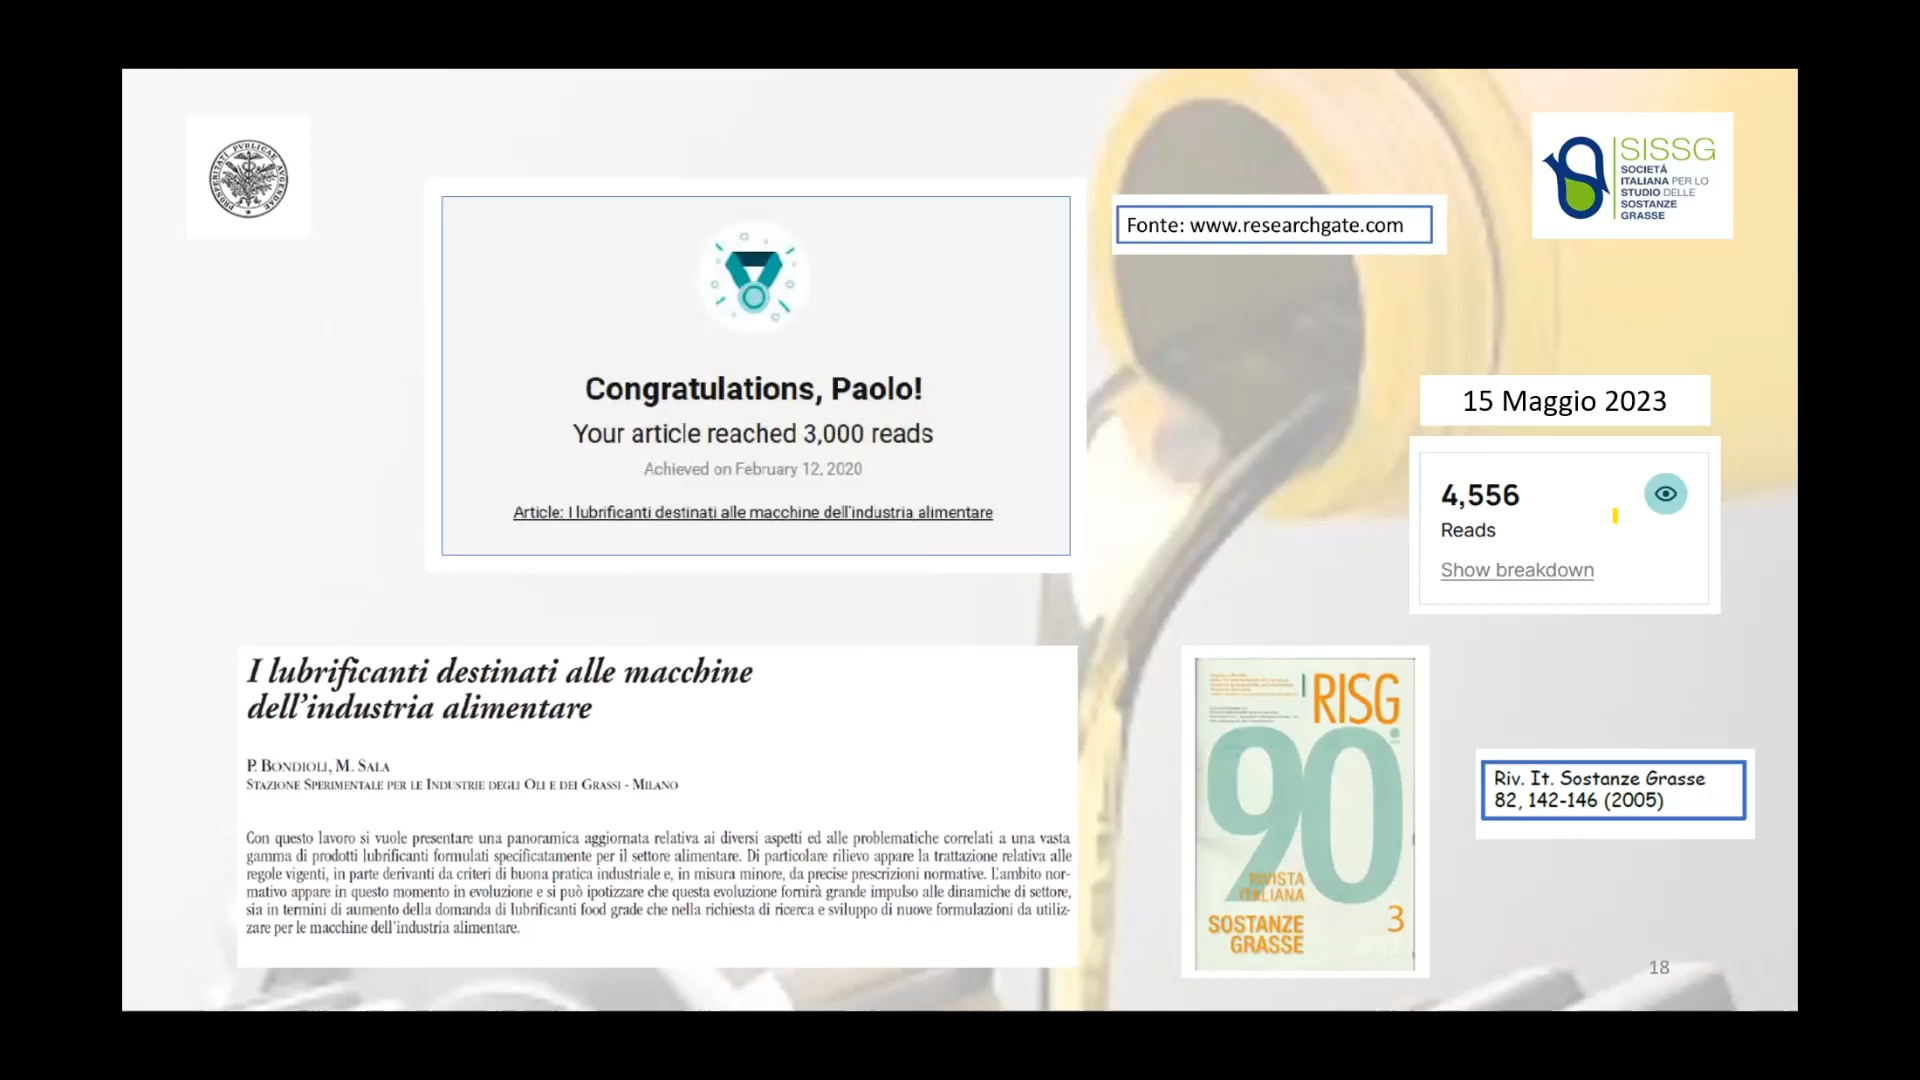 PROSPERITATI PVBLICAE AVGENDAE
SISSG
SOCIETÀ
ITALIANA PER LO
STUDIO DELLE
SOSTANZE
GRASSE
Fonte: www.researchgate.com
Congratulations, Paolo!
Your article reached 3,000 reads
Achieved on February 12, 2020
Article: I lubrificanti destinati alle macchine dell'industria alimentare
15 Maggio 2023
4,556
Reads
Show breakdown
I lubrificanti destinati alle macchine
dell'industria alimentare
P. BONDIOLI, M. SALA
STAZIONE SPERIMENTALE PER LE INDUSTRIE DEGLI OLI E DEI GRASSI - MILANO
Con questo lavoro si vuole presentare una panoramica aggiornata relativa ai diversi aspetti ed alle problematiche correlati a una vasta
gamma di prodotti lubrificanti formulati specificatamente per il settore alimentare. Di particolare rilievo appare la trattazione relativa alle
regole vigenti, in parte derivanti da criteri di buona pratica industriale e, in misura minore, da precise prescrizioni normative. L'ambito nor-
mativo appare in questo momento in evoluzione e si può ipotizzare che questa evoluzione fornirà grande impulso alle dinamiche di settore,
sia in termini di aumento della domanda di lubrificanti food grade che nella richiesta di ricerca e sviluppo di nuove formulazioni da utiliz-
zare per le macchine dell'industria alimentare.
RISG
90°
RIVISTA
ITALIANA
SOSTANZE
GRASSE
3
Riv. It. Sostanze Grasse
82, 142-146 (2005)
18